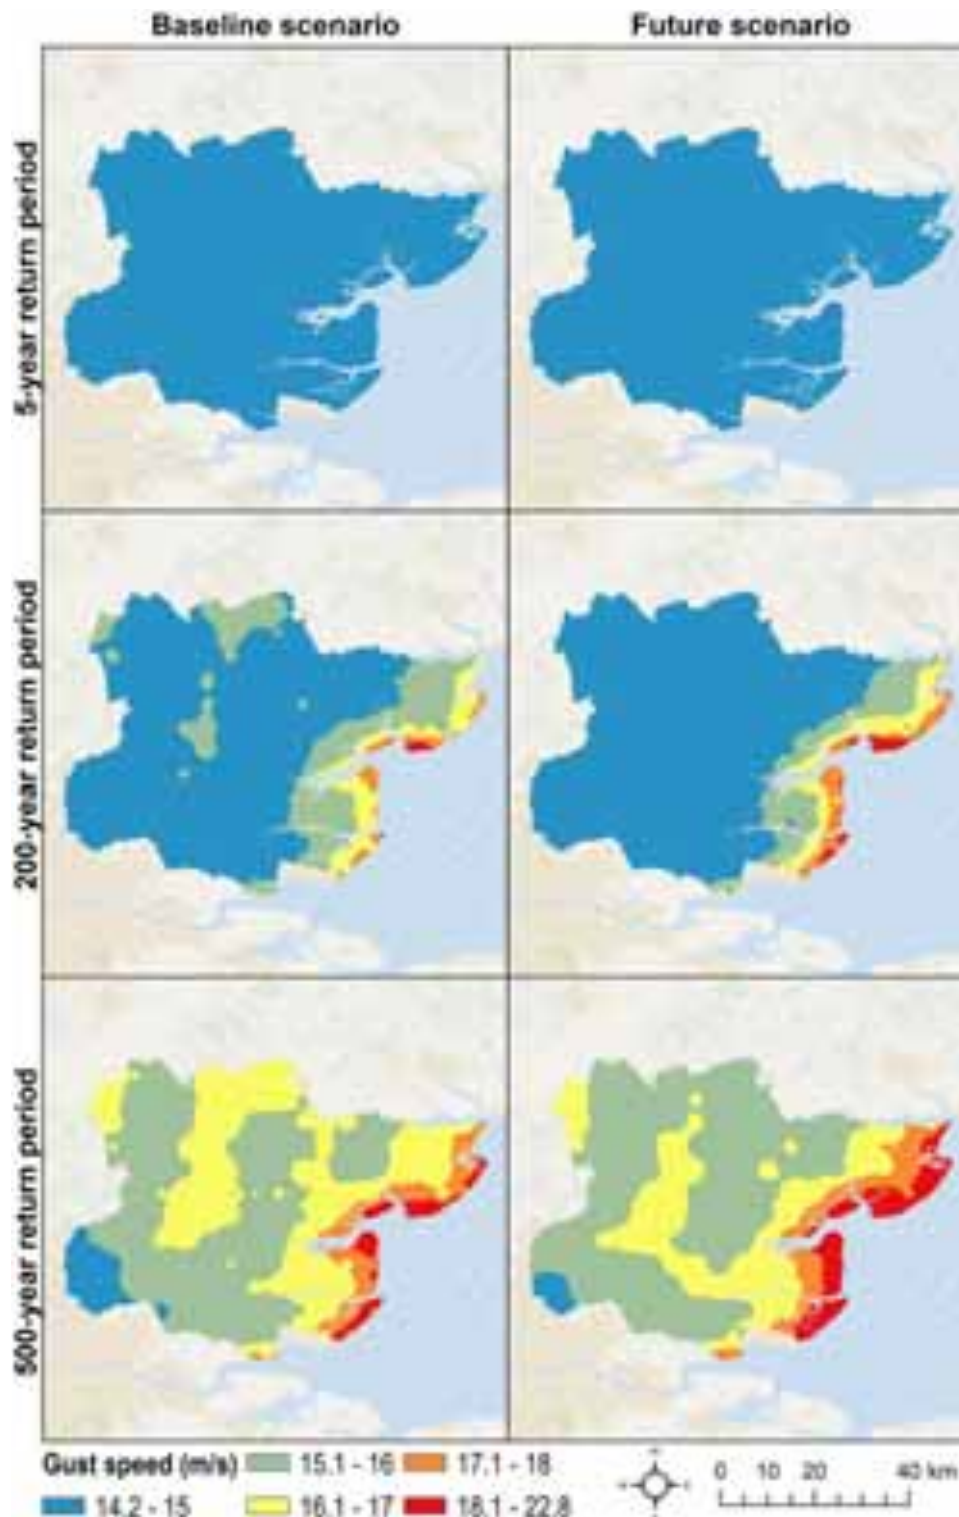 Baseline scenario Future scenario
5-year return period
200-year return period
500-year return period
Gust speed (m/s) 15.1 - 16 17.1 - 18 0 10 20 40 km
14.2 - 15 16.1 - 17 18.1 - 22.8